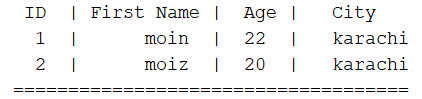 ID | First Name | Age | City
1 | moin | 22 | karachi
2 | moiz | 20 | karachi
====================================